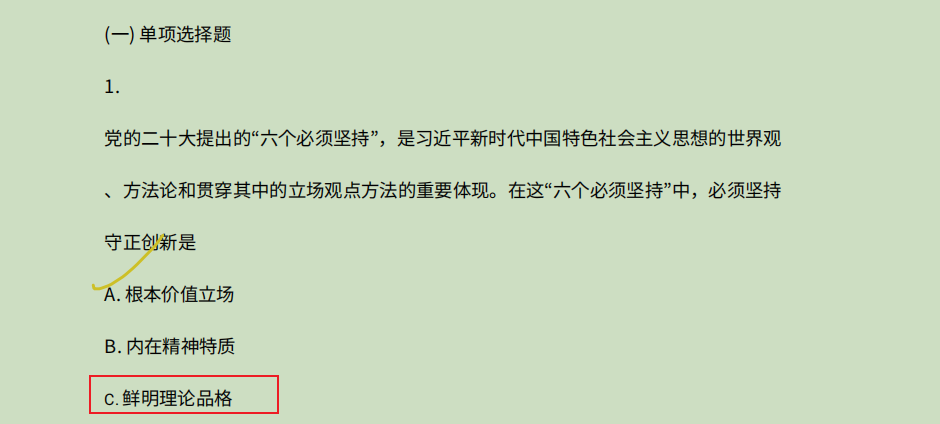 (一) 单项选择题
1.
党的二十大提出的“六个必须坚持”，是习近平新时代中国特色社会主义思想的世界观
、方法论和贯穿其中的立场观点方法的重要体现。在这“六个必须坚持”中，必须坚持
守正创新是
A. 根本价值立场
B. 内在精神特质
C. 鲜明理论品格